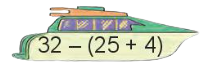 32 – (25 + 4)